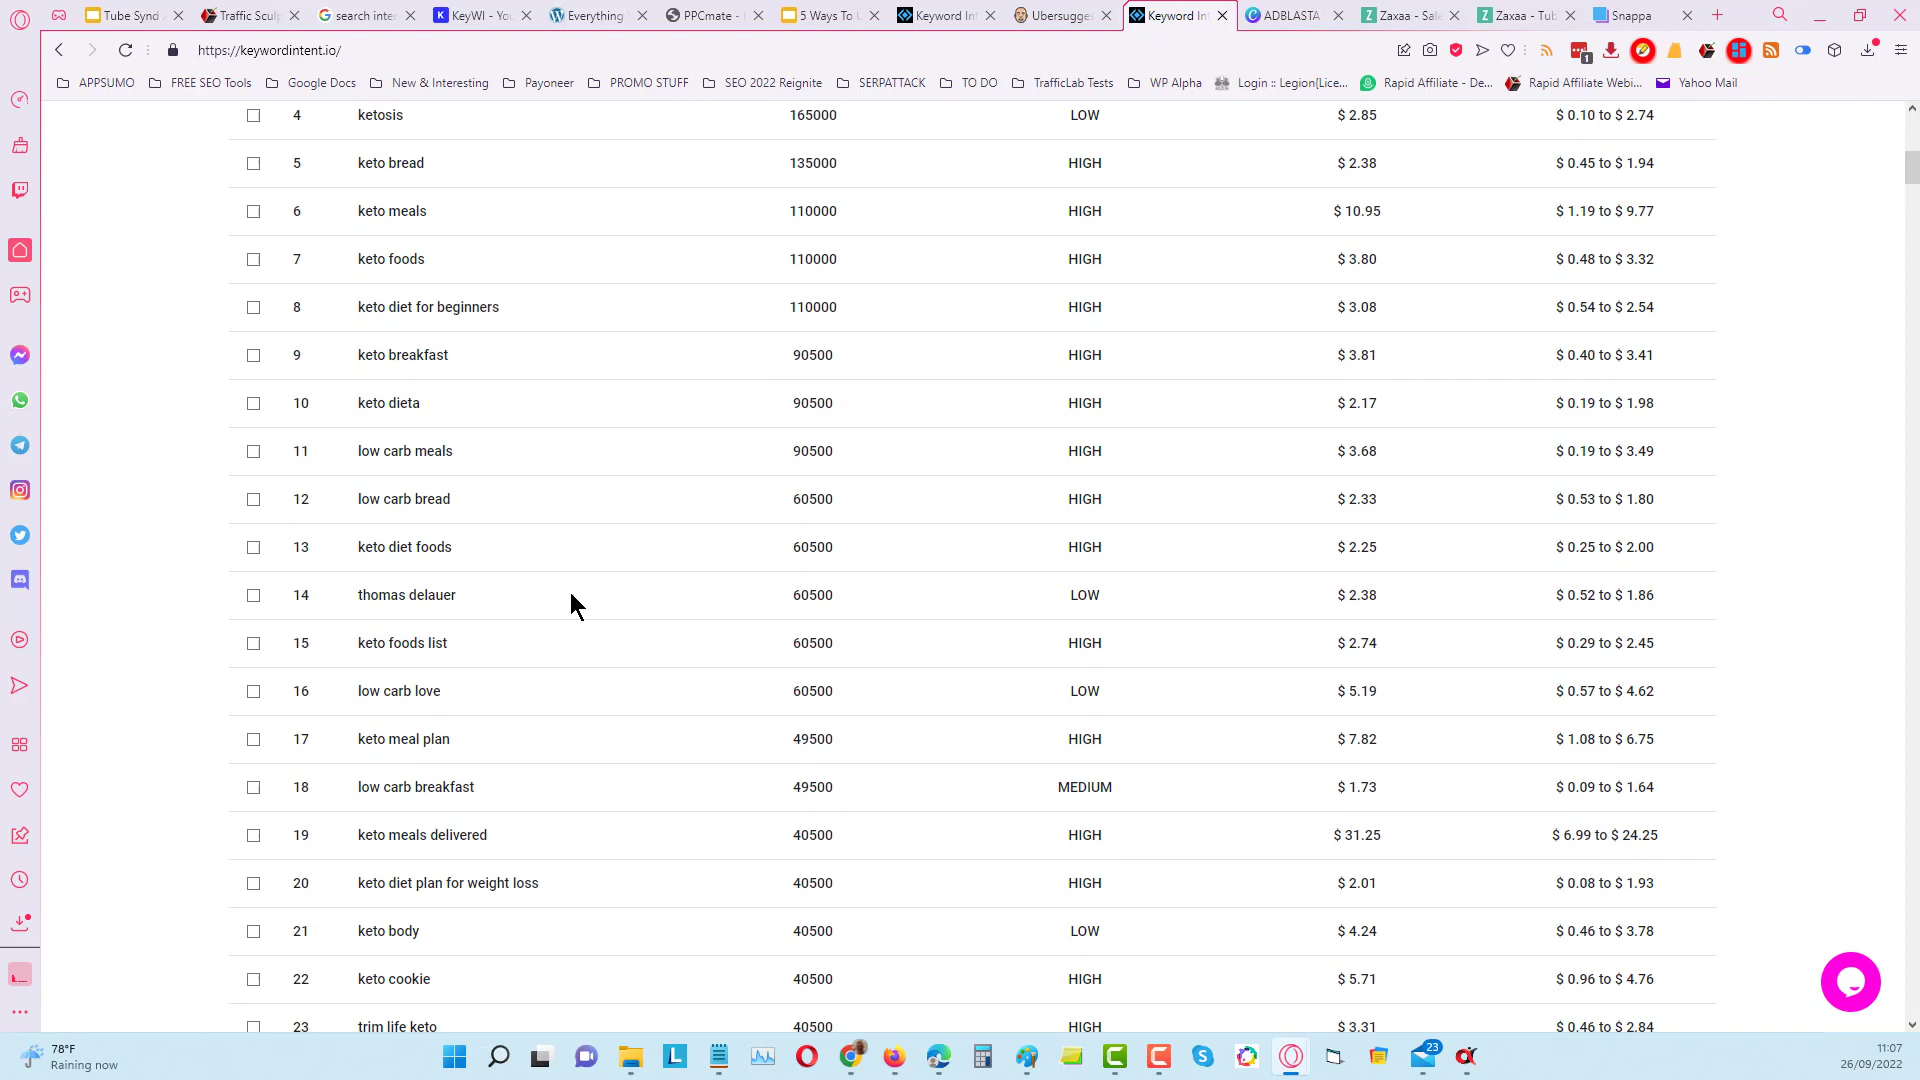 Tube Synd
Traffic Scul
search inter
KeyWI - Yo
Everything
PPCmate -
5 Ways To U
Keyword In
Ubersugges
Keyword In
ADBLASTA
Zaxaa - Sale
Zaxaa - Tub
Snappa
https://keywordintent.io/
APPSUMO
FREE SEO Tools
Google Docs
New & Interesting
Payoneer
PROMO STUFF
SEO 2022 Reignite
SERPATTACK
TO DO
TrafficLab Tests
WP Alpha
Login :: Legion{Lice...
Rapid Affiliate - De...
Rapid Affiliate Webi...
Yahoo Mail
4 ketosis 165000 LOW $ 2.85 $ 0.10 to $ 2.74
5 keto bread 135000 HIGH $ 2.38 $ 0.45 to $ 1.94
6 keto meals 110000 HIGH $ 10.95 $ 1.19 to $ 9.77
7 keto foods 110000 HIGH $ 3.80 $ 0.48 to $ 3.32
8 keto diet for beginners 110000 HIGH $ 3.08 $ 0.54 to $ 2.54
9 keto breakfast 90500 HIGH $ 3.81 $ 0.40 to $ 3.41
10 keto dieta 90500 HIGH $ 2.17 $ 0.19 to $ 1.98
11 low carb meals 90500 HIGH $ 3.68 $ 0.19 to $ 3.49
12 low carb bread 60500 HIGH $ 2.33 $ 0.53 to $ 1.80
13 keto diet foods 60500 HIGH $ 2.25 $ 0.25 to $ 2.00
14 thomas delauer 60500 LOW $ 2.38 $ 0.52 to $ 1.86
15 keto foods list 60500 HIGH $ 2.74 $ 0.29 to $ 2.45
16 low carb love 60500 LOW $ 5.19 $ 0.57 to $ 4.62
17 keto meal plan 49500 HIGH $ 7.82 $ 1.08 to $ 6.75
18 low carb breakfast 49500 MEDIUM $ 1.73 $ 0.09 to $ 1.64
19 keto meals delivered 40500 HIGH $ 31.25 $ 6.99 to $ 24.25
20 keto diet plan for weight loss 40500 HIGH $ 2.01 $ 0.08 to $ 1.93
21 keto body 40500 LOW $ 4.24 $ 0.46 to $ 3.78
22 keto cookie 40500 HIGH $ 5.71 $ 0.96 to $ 4.76
23 trim life keto 40500 HIGH $ 3.31 $ 0.46 to $ 2.84
78°F
Raining now
23
11:07
26/09/2022